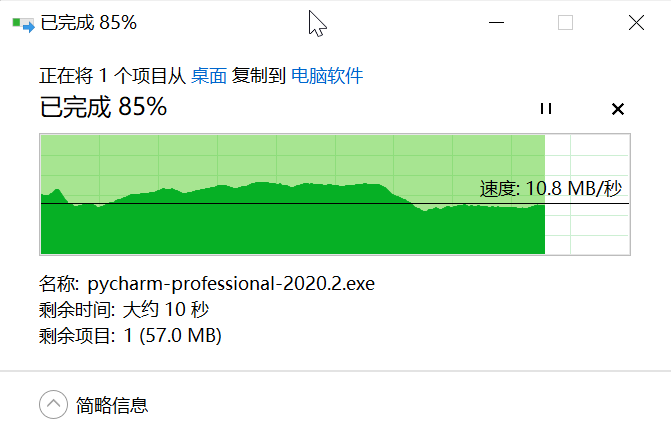 已完成 85%
正在将 1 个项目从 桌面 复制到 电脑软件
已完成 85%
速度: 10.8 MB/秒
名称: pycharm-professional-2020.2.exe
剩余时间: 大约 10 秒
剩余项目: 1 (57.0 MB)
简略信息